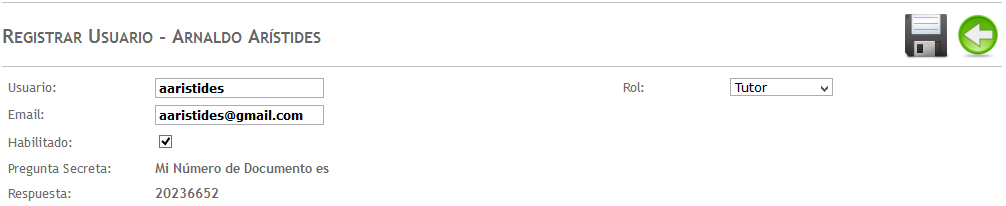 Registrar Usuario - Arnaldo Arístides
Usuario: aaristides Rol: Tutor
Email: aaristides@gmail.com
Habilitado:
Pregunta Secreta: Mi Número de Documento es
Respuesta: 20236652